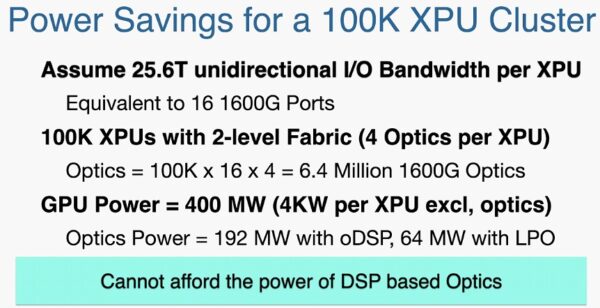 Power Savings for a 100K XPU Cluster
Assume 25.6T unidirectional I/O Bandwidth per XPU
Equivalent to 16 1600G Ports
100K XPUs with 2-level Fabric (4 Optics per XPU)
Optics = 100K x 16 x 4 = 6.4 Million 1600G Optics
GPU Power = 400 MW (4KW per XPU excl, optics)
Optics Power = 192 MW with oDSP, 64 MW with LPO
Cannot afford the power of DSP based Optics